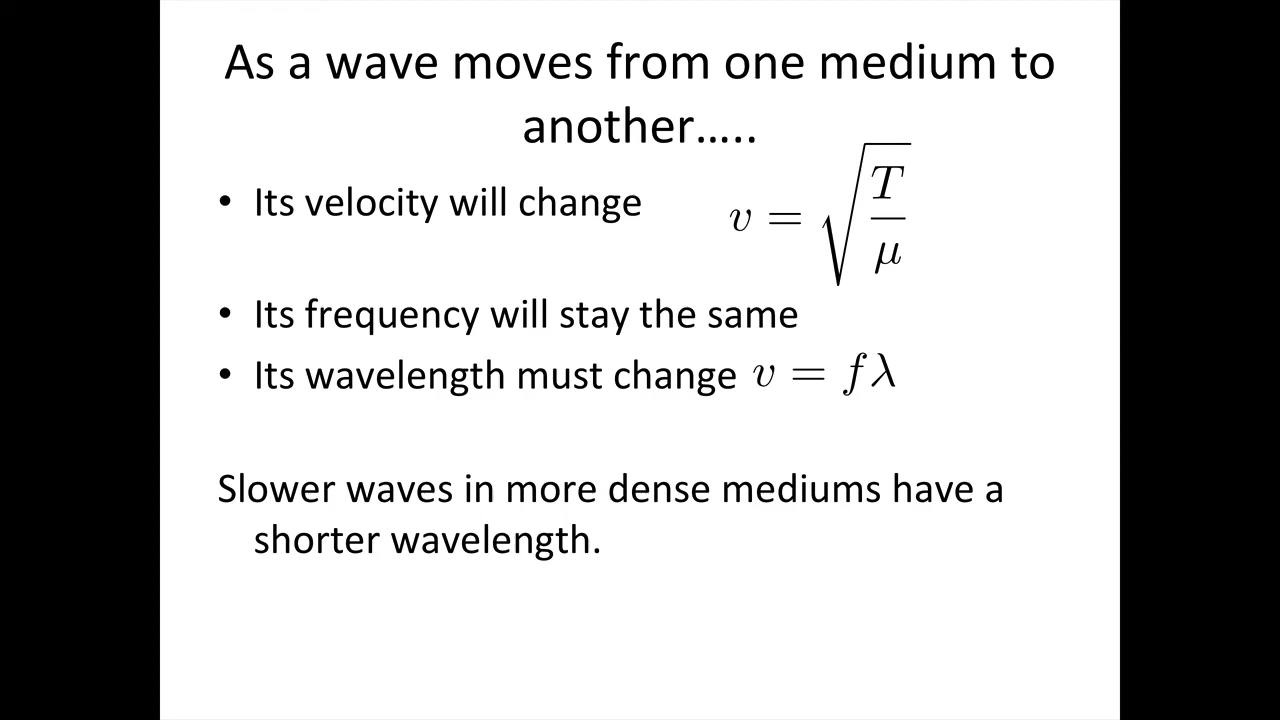 As a wave moves from one medium to
another…..
• Its velocity will change v = √(T/μ)
• Its frequency will stay the same
• Its wavelength must change v = fλ
Slower waves in more dense mediums have a
shorter wavelength.